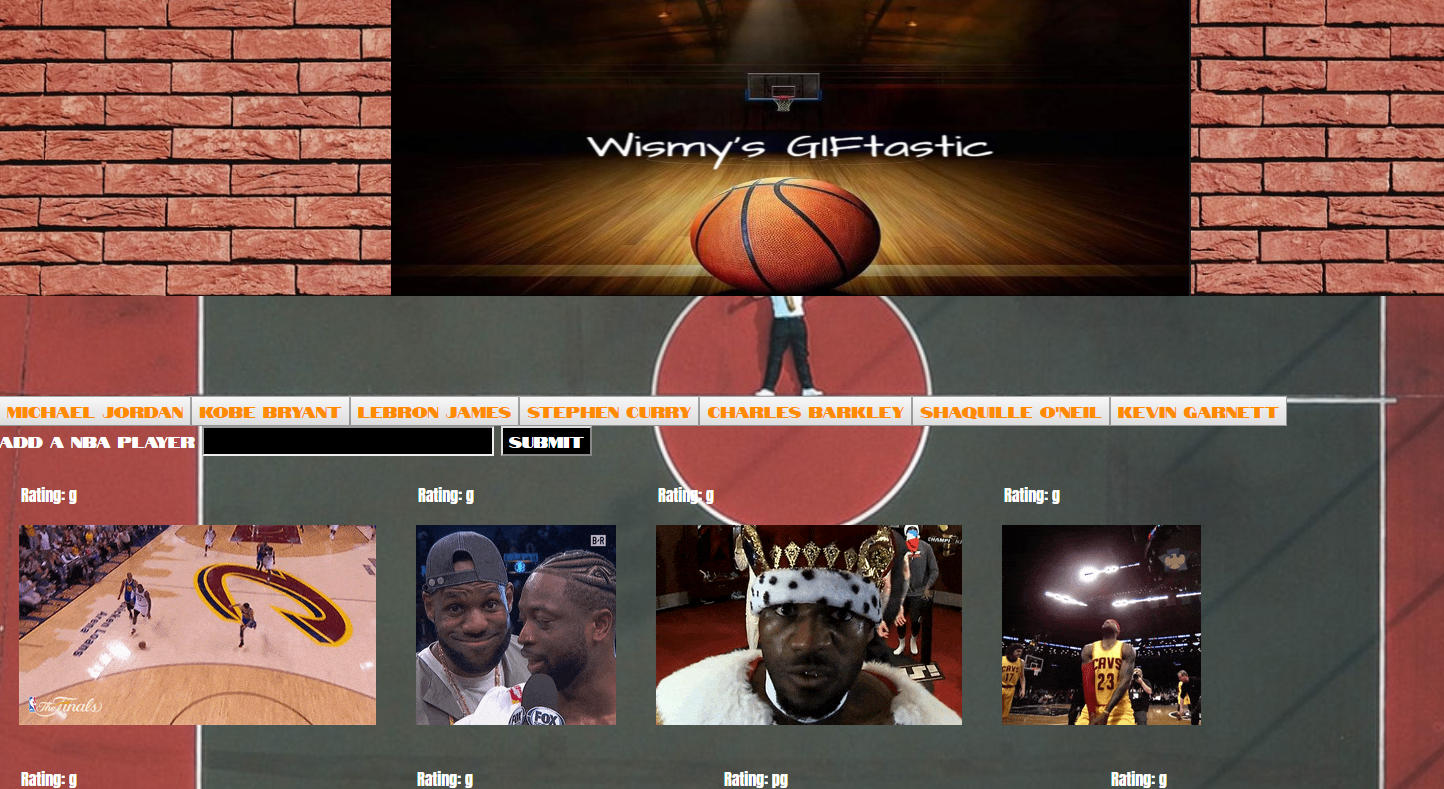 Wismy's GIFtastic
MICHAEL JORDAN KOBE BRYANT LEBRON JAMES STEPHEN CURRY CHARLES BARKLEY SHAQUILLE O'NEIL KEVIN GARNETT
ADD A NBA PLAYER SUBMIT
Rating: g Rating: g Rating: g Rating: g
B/R
CHAMPI
CAVS
23
The Finals
FOX
Rating: g Rating: g Rating: pg Rating: g